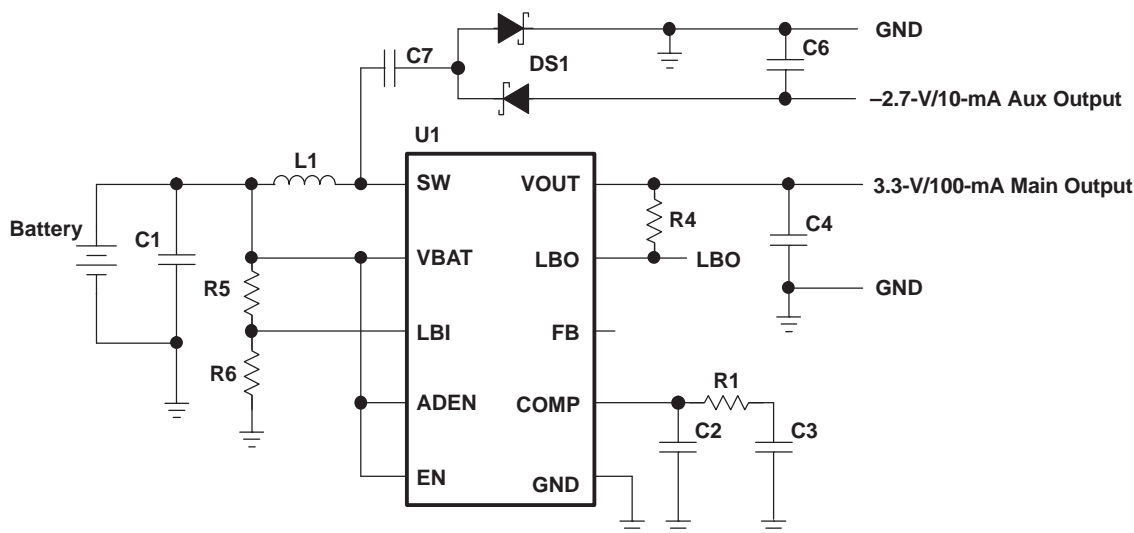 GND
C7
C6
DS1
–2.7-V/10-mA Aux Output
U1
L1
SW
VOUT
3.3-V/100-mA Main Output
R4
C4
Battery
C1
VBAT
LBO
LBO
R5
GND
LBI
FB
R6
R1
ADEN
COMP
C2
C3
EN
GND